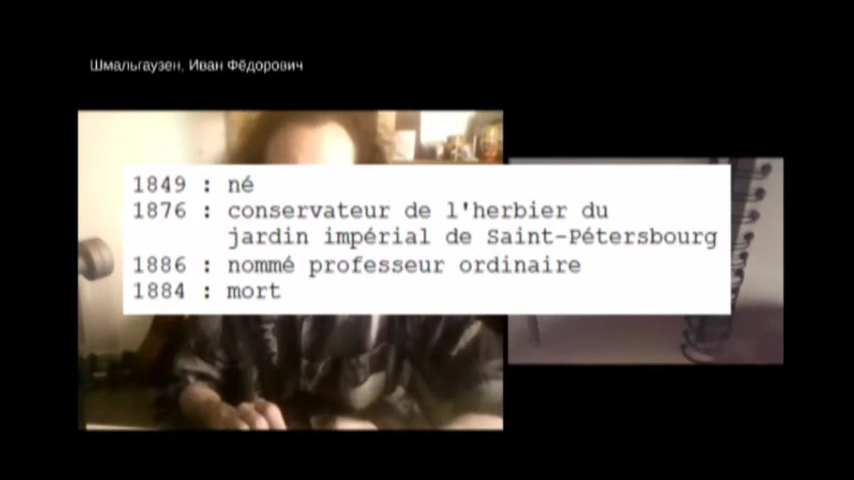 Шмальгаузен, Иван Фёдорович
1849 : né
1876 : conservateur de l'herbier du
jardin impérial de Saint-Pétersbourg
1886 : nommé professeur ordinaire
1884 : mort